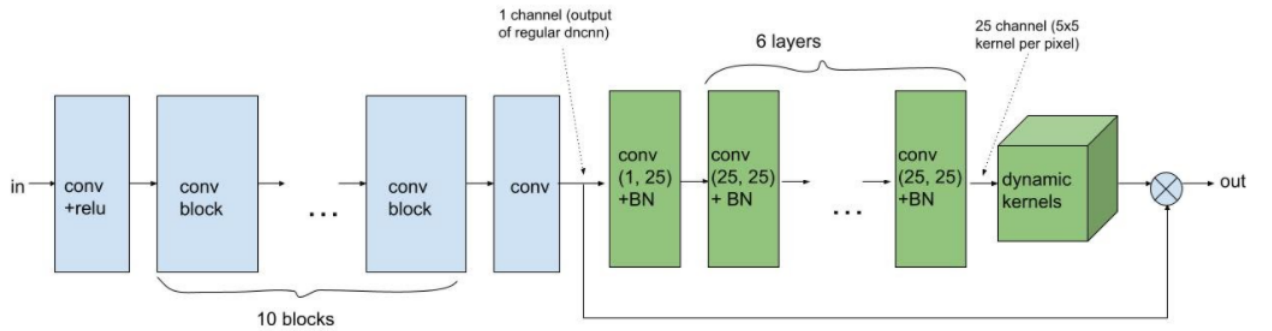 1 channel (output
of regular dncnn)
6 layers
25 channel (5x5
kernel per pixel)
in
conv
+relu
conv
block
...
conv
block
conv
conv
(1, 25)
+BN
conv
(25, 25)
+ BN
...
conv
(25, 25)
+BN
dynamic
kernels
out
10 blocks